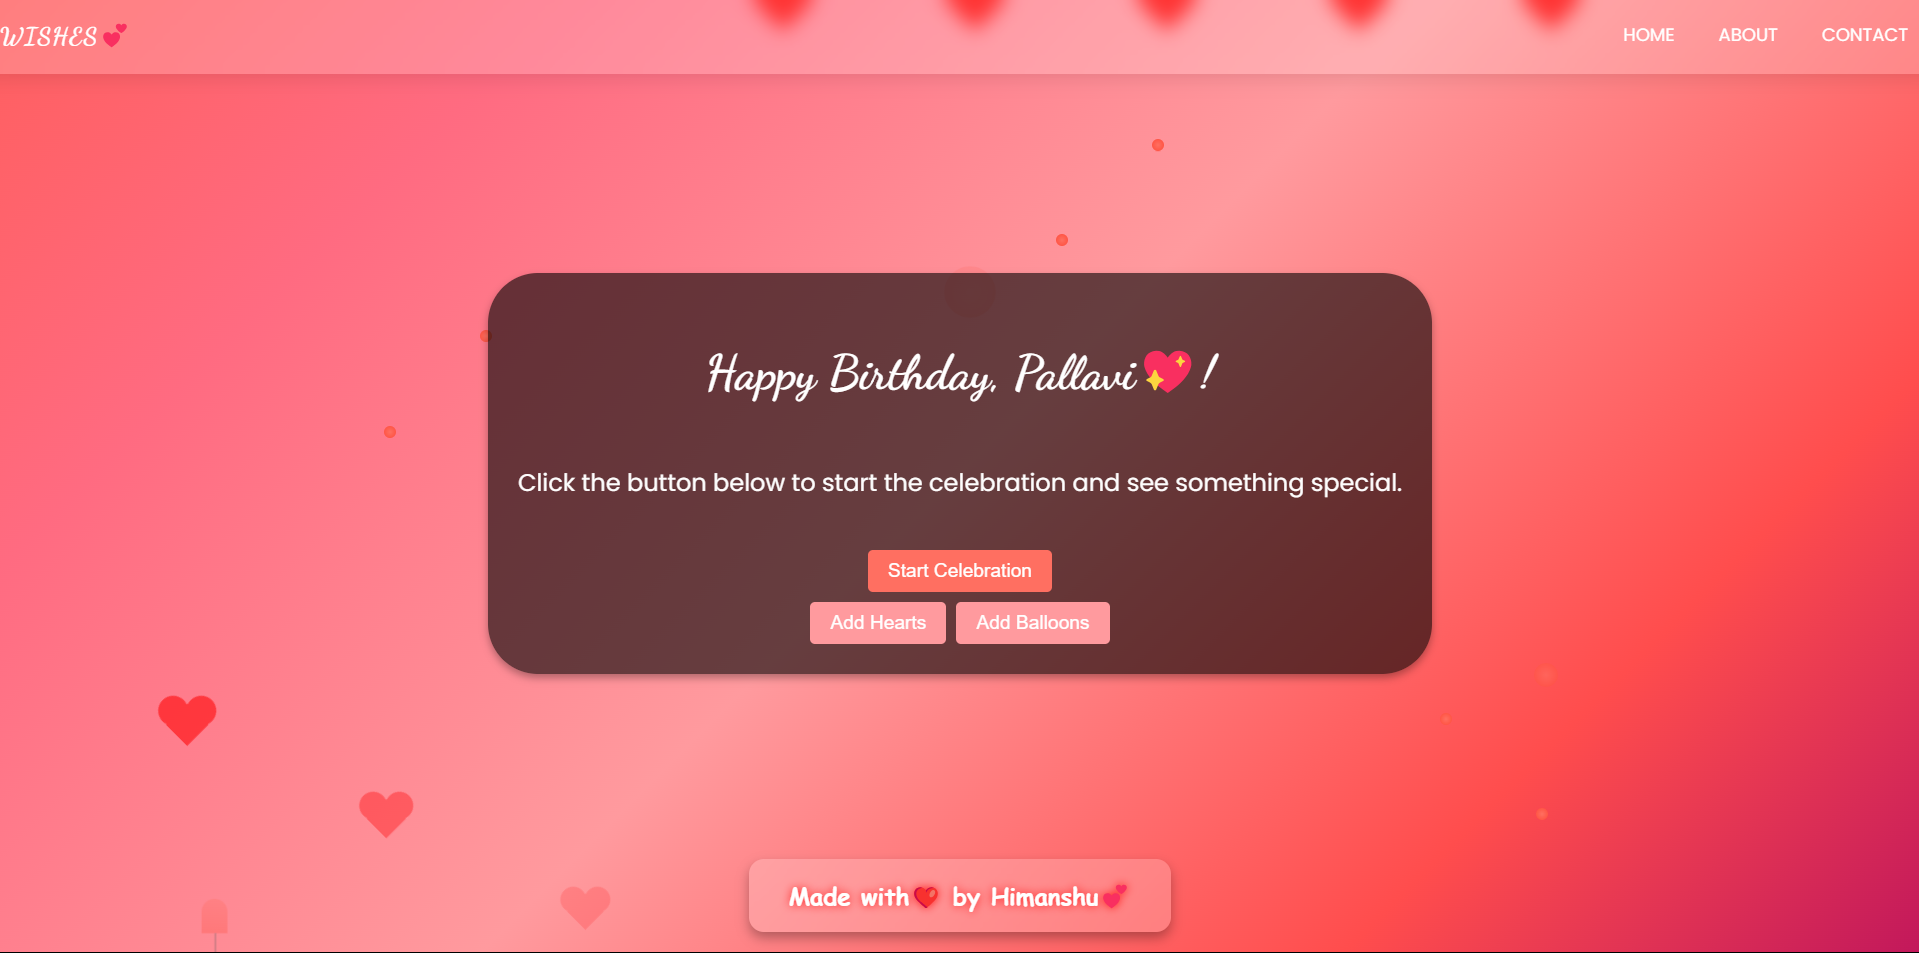 WISHES💕
HOME ABOUT CONTACT
Happy Birthday, Pallavi💖!
Click the button below to start the celebration and see something special.
Start Celebration
Add Hearts Add Balloons
Made with❤️ by Himanshu💕